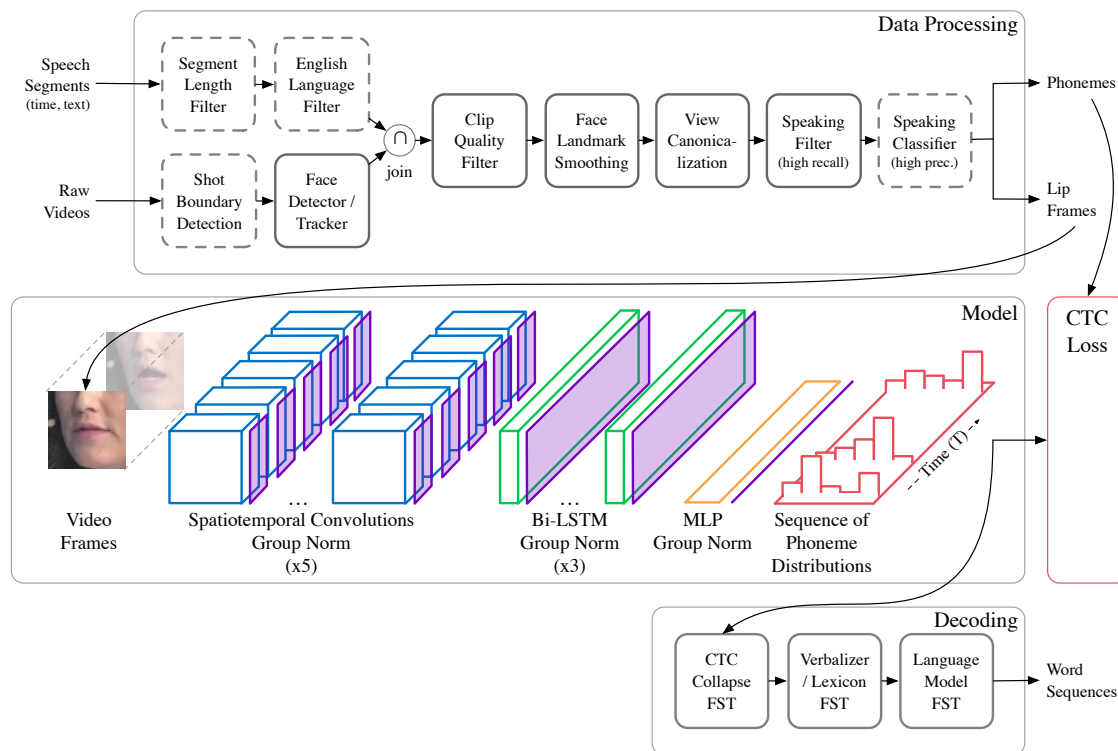 Data Processing
Speech
Segments
(time, text)
Segment
Length
Filter
English
Language
Filter
Raw
Videos
Shot
Boundary
Detection
Face
Detector /
Tracker
∩
join
Clip
Quality
Filter
Face
Landmark
Smoothing
View
Canonica-
lization
Speaking
Filter
(high recall)
Speaking
Classifier
(high prec.)
Phonemes
Lip
Frames
Model
CTC
Loss
Video
Frames
...
Spatiotemporal Convolutions
Group Norm
(x5)
...
Bi-LSTM
Group Norm
(x3)
MLP
Group Norm
Time (T)
Sequence of
Phoneme
Distributions
Decoding
CTC
Collapse
FST
Verbalizer
/ Lexicon
FST
Language
Model
FST
Word
Sequences